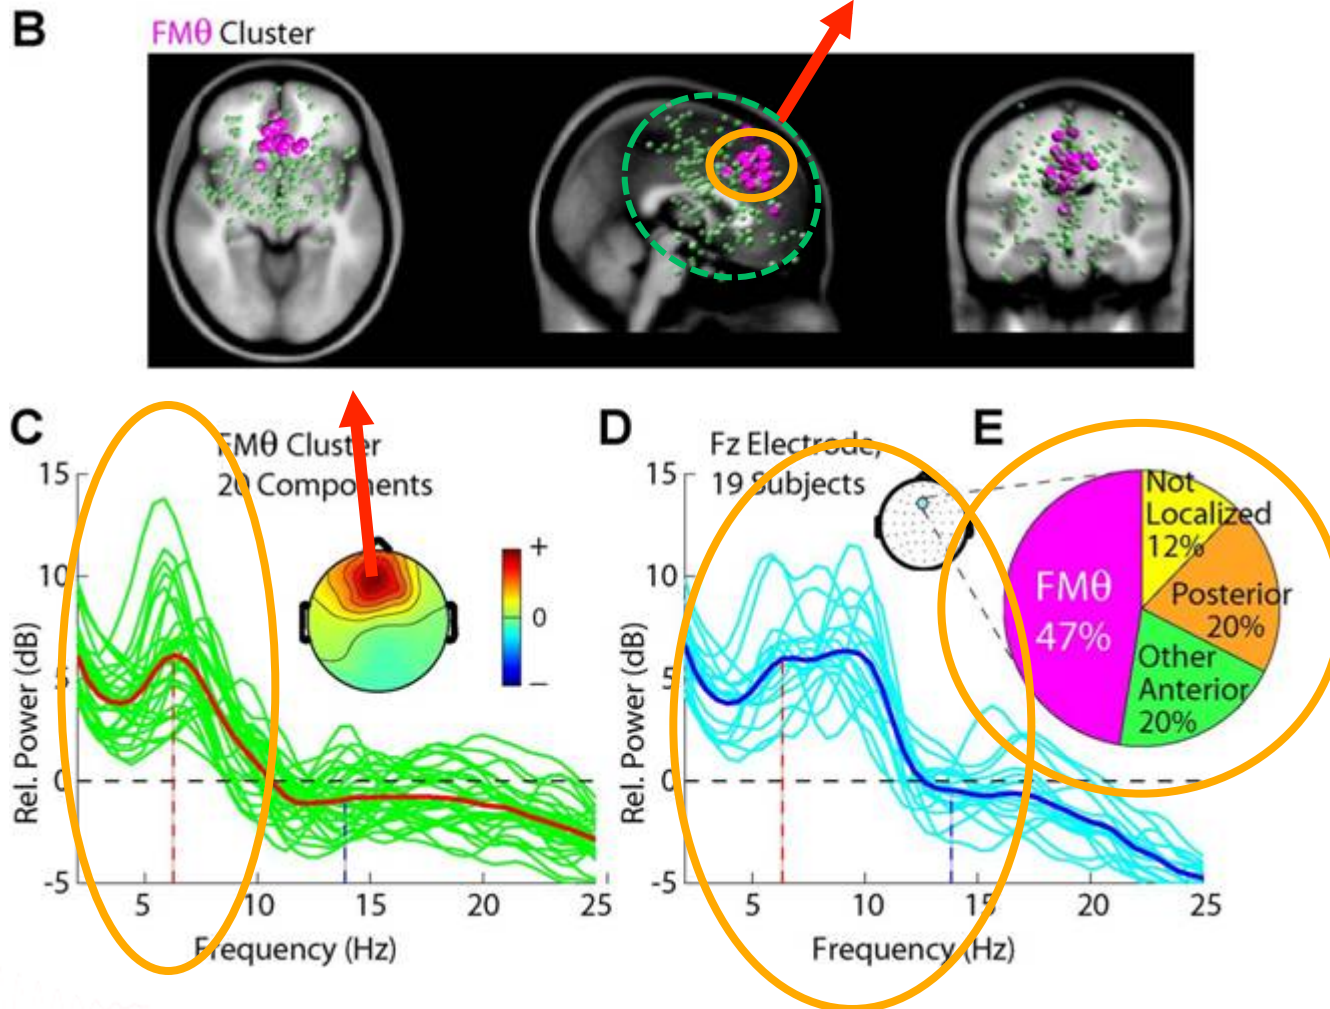 B
FMθ Cluster
C
FMθ Cluster
20 Components
15
10
5
0
-5
+
0
—
5
10
15
20
25
Rel. Power (dB)
Frequency (Hz)
D
Fz Electrode,
19 Subjects
15
10
5
0
-5
5
10
15
20
25
Rel. Power (dB)
Frequency (Hz)
E
Not
Localized
12%
FMθ
47%
Posterior
20%
Other
Anterior
20%